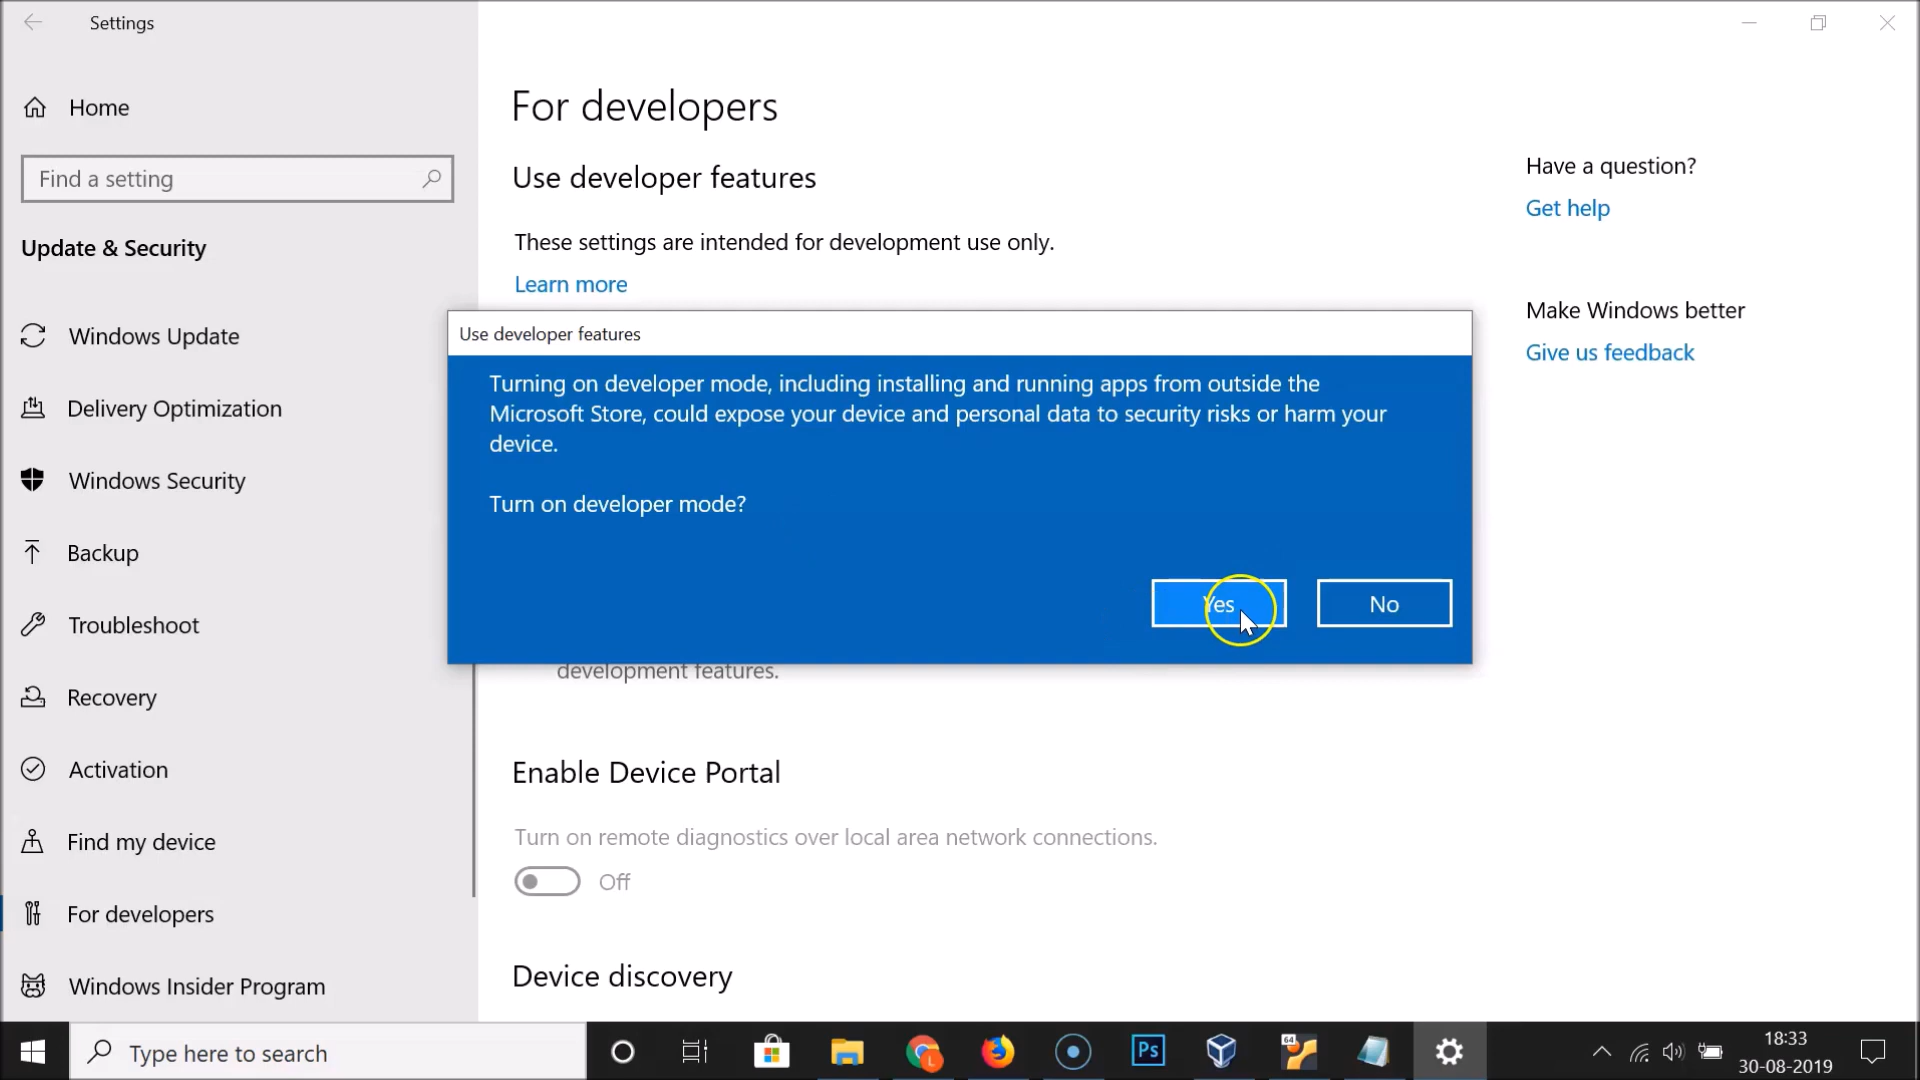 Settings
Home
Find a setting
Update & Security
Windows Update
Delivery Optimization
Windows Security
Backup
Troubleshoot
Recovery
Activation
Find my device
For developers
Windows Insider Program
For developers
Use developer features
These settings are intended for development use only.
Learn more
Use developer features
Turning on developer mode, including installing and running apps from outside the
Microsoft Store, could expose your device and personal data to security risks or harm your
device.
Turn on developer mode?
Yes
No
development features.
Enable Device Portal
Turn on remote diagnostics over local area network connections.
Off
Device discovery
Have a question?
Get help
Make Windows better
Give us feedback
Type here to search
L
Ps
64
18:33
30-08-2019